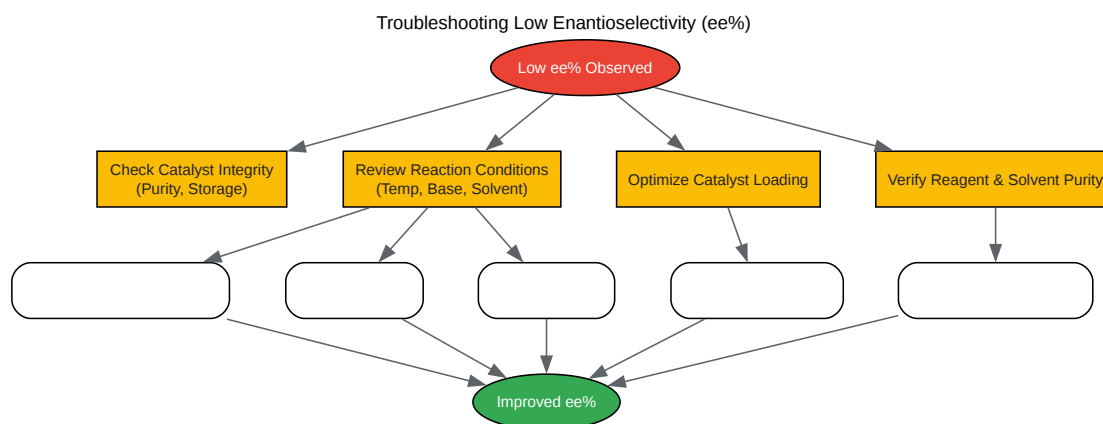 Troubleshooting Low Enantioselectivity (ee%)
Low ee% Observed
Check Catalyst Integrity
(Purity, Storage)
Review Reaction Conditions
(Temp, Base, Solvent)
Optimize Catalyst Loading
Verify Reagent & Solvent Purity
Improved ee%